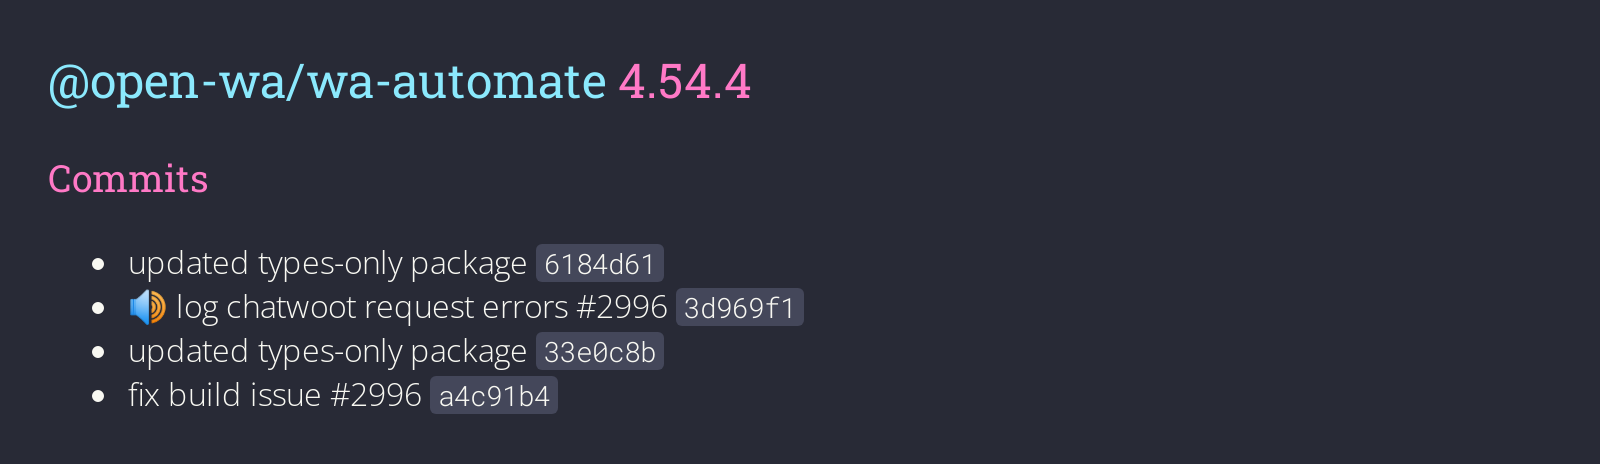 @open-wa/wa-automate 4.54.4
Commits
updated types-only package 6184d61
🔊 log chatwoot request errors #2996 3d969f1
updated types-only package 33e0c8b
fix build issue #2996 a4c91b4